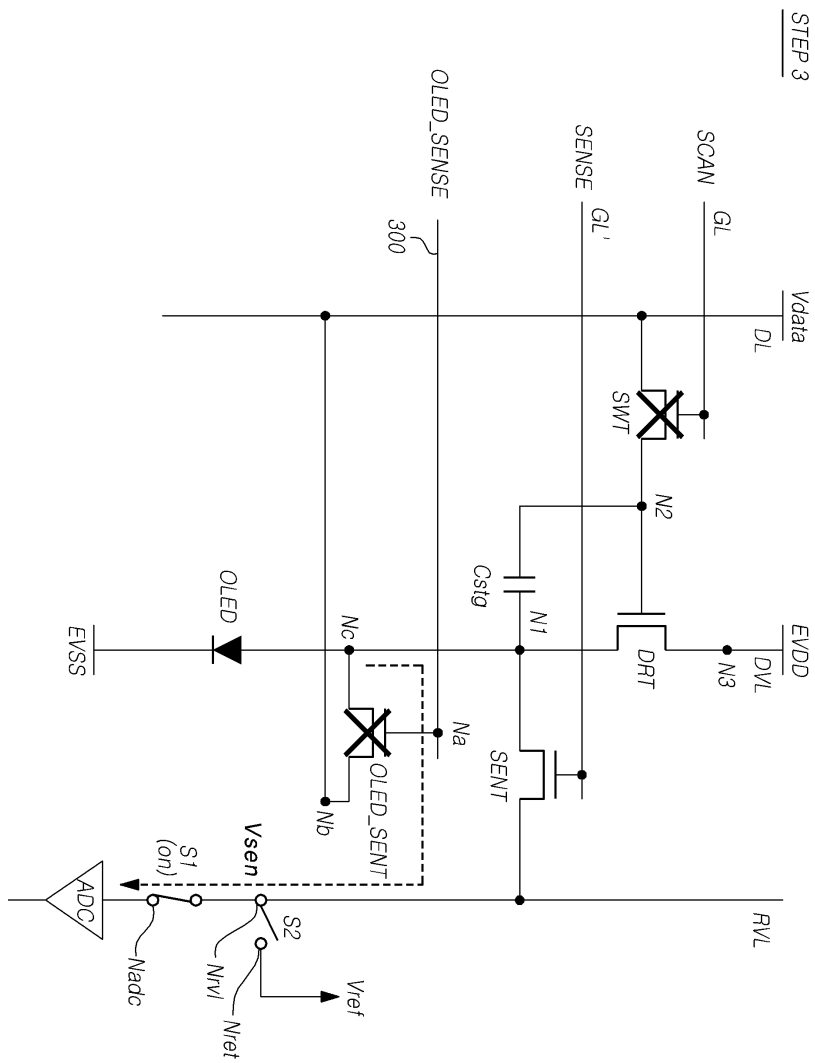 STEP 3
Vdata
DL
EVDD
DVL
RVL
SCAN
GL
SENSE
GL'
OLED_SENSE
300
SWT
N2
Cstg
N1
DRT
N3
SENT
Na
OLED_SENT
Nb
Nc
OLED
EVSS
Vsen
S1
(on)
S2
ADC
Nadc
Nrvl
Nret
Vref